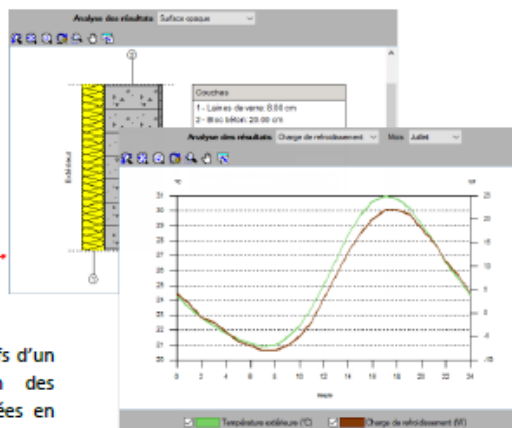 Analyse des résultats Surface opaque
Couches
1 - Laines de verre: 8.00 cm
2 - Bloc béton: 20.00 cm
Extérieur
Analyse des résultats: Charge de refroidissement Mois Juillet
°C
31
30
29
28
27
26
25
24
23
22
21
20
25
20
15
10
5
0
-5
-10
0 2 4 6 8 10 12 14 16 18 20 22 24
Heure
Température extérieure (°C) Charge de refroidissement (W)
fs d'un
des
ées en